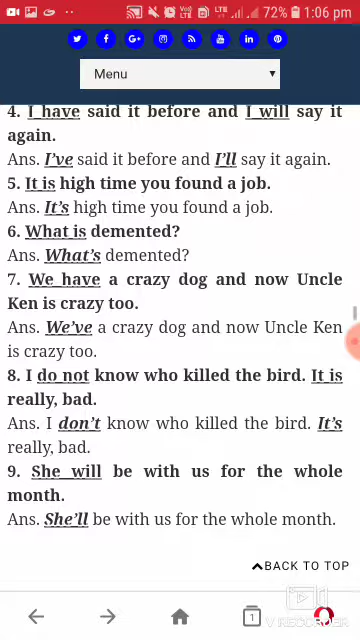 72% 1:06 pm
Menu
4. I have said it before and I will say it
again.
Ans. I've said it before and I'll say it again.
5. It is high time you found a job.
Ans. It's high time you found a job.
6. What is demented?
Ans. What's demented?
7. We have a crazy dog and now Uncle
Ken is crazy too.
Ans. We've a crazy dog and now Uncle Ken
is crazy too.
8. I do not know who killed the bird. It is
really, bad.
Ans. I don't know who killed the bird. It's
really, bad.
9. She will be with us for the whole
month.
Ans. She'll be with us for the whole month.
BACK TO TOP
V RECORDER
1